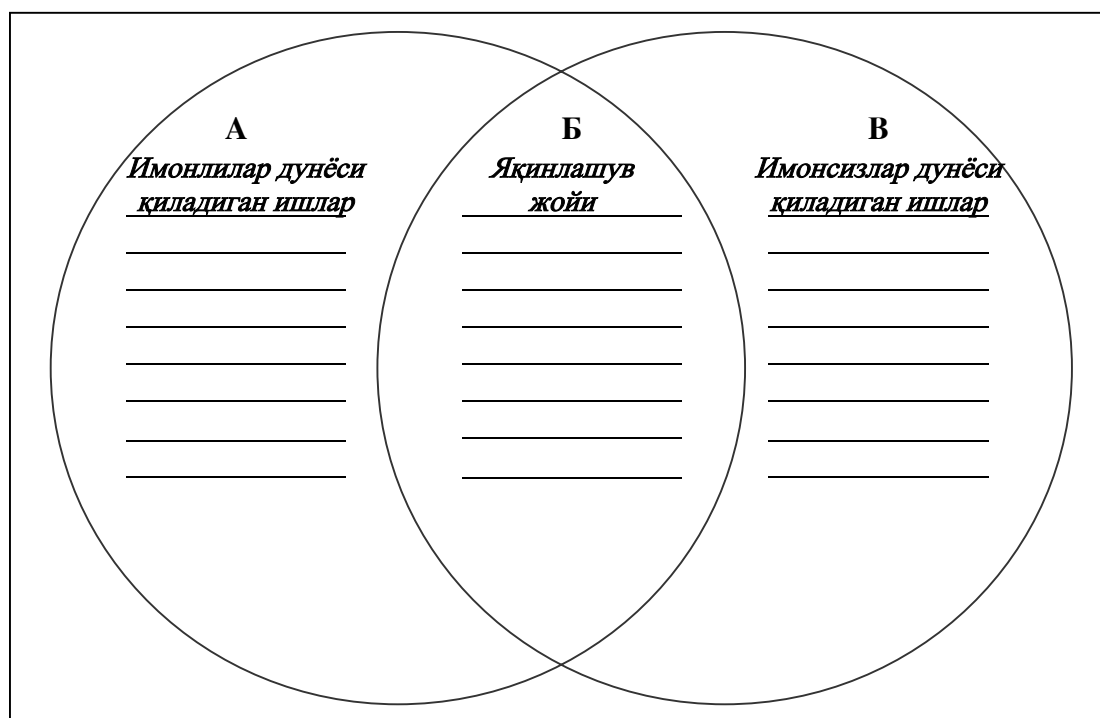 А
Имонлилар дунёси
қиладиган ишлар
Б
Яқинлашув
жойи
В
Имонсизлар дунёси
қиладиган ишлар